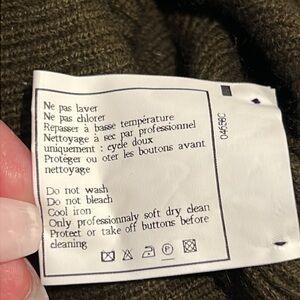 Ne pas laver
Ne pas chlorer
Repasser à basse température
Nettoyage à sec par professionnel
uniquement : cycle doux
Protéger ou oter les boutons avant
nettoyage
Do not wash
Do not bleach
Cool iron
Only professionnaly soft dry clean
Protect or take off buttons before
cleaning
P